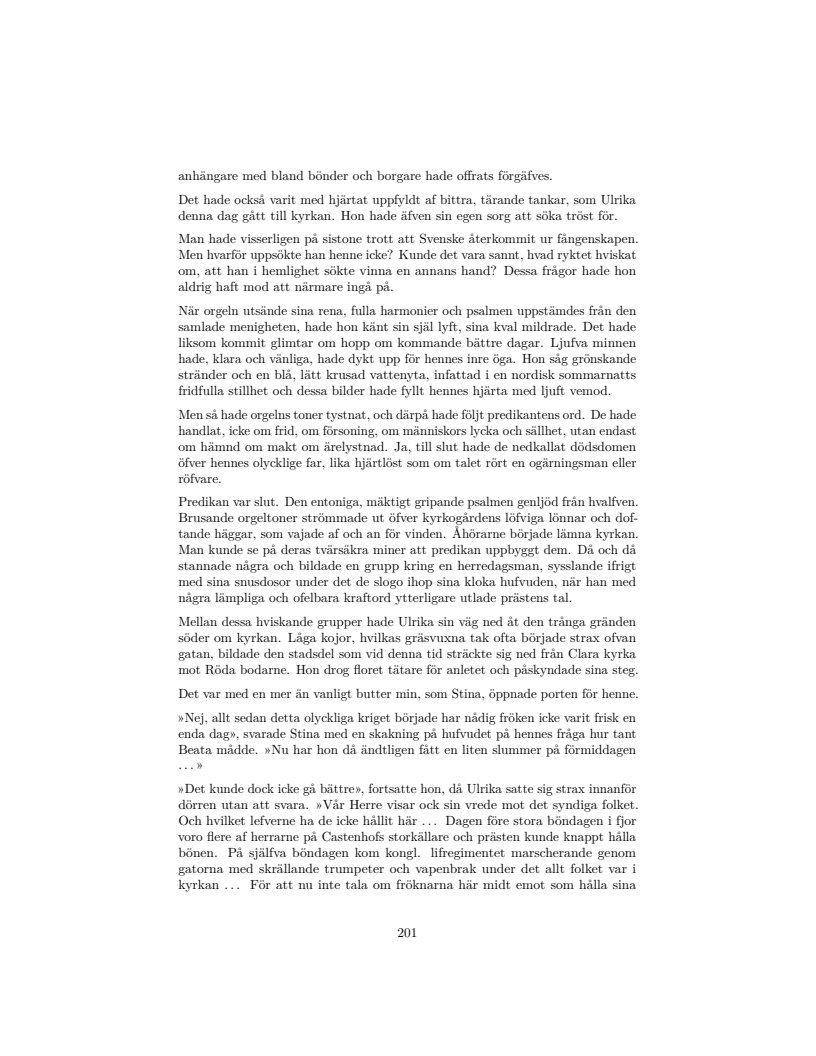 anhängare med bland bönder och borgare hade offrats förgäfves.
Det hade också varit med hjärtat uppfyldt af bittra, tärande tankar, som Ulrika
denna dag gått till kyrkan. Hon hade äfven sin egen sorg att söka tröst för.
Man hade visserligen på sistone trott att Svenske återkommit ur fångenskapen.
Men hvarför uppsökte han henne icke? Kunde det vara sannt, hvad ryktet hviskat
om, att han i hemlighet sökte vinna en annans hand? Dessa frågor hade hon
aldrig haft mod att närmare ingå på.
När orgeln utsände sina rena, fulla harmonier och psalmen uppstämdes från den
samlade menigheten, hade hon känt sin själ lyft, sina kval mildrade. Det hade
liksom kommit glimtar om hopp om kommande bättre dagar. Ljufva minnen
hade, klara och vänliga, hade dykt upp för hennes inre öga. Hon såg grönskande
stränder och en blå, lätt krusad vattenyta, infattad i en nordisk sommarnatts
fridfulla stillhet och dessa bilder hade fyllt hennes hjärta med ljuft vemod.
Men så hade orgelns toner tystnat, och därpå hade följt predikantens ord. De hade
handlat, icke om frid, om försoning, om människors lycka och sällhet, utan endast
om hämnd om makt om ärelystnad. Ja, till slut hade de nedkallat dödsdomen
öfver hennes olycklige far, lika hjärtlöst som om talet rört en ogärningsman eller
röfvare.
Predikan var slut. Den entoniga, mäktigt gripande psalmen genljöd från hvalfven.
Brusande orgeltoner strömmade ut öfver kyrkogårdens löfviga lönnar och dof-
tande häggar, som vajade af och an för vinden. Åhörarne började lämna kyrkan.
Man kunde se på deras tvärsäkra miner att predikan uppbyggt dem. Då och då
stannade några och bildade en grupp kring en herredagsman, sysslande ifrigt
med sina snusdosor under det de slogo ihop sina kloka hufvuden, när han med
några lämpliga och ofelbara kraftord ytterligare utlade prästens tal.
Mellan dessa hviskande grupper hade Ulrika sin väg ned åt den trånga gränden
söder om kyrkan. Låga kojor, hvilkas gräsvuxna tak ofta började strax ofvan
gatan, bildade den stadsdel som vid denna tid sträckte sig ned från Clara kyrka
mot Röda bodarne. Hon drog floret tätare för anletet och påskyndade sina steg.
Det var med en mer än vanligt butter min, som Stina, öppnade porten för henne.
»Nej, allt sedan detta olyckliga kriget började har nådig fröken icke varit frisk en
enda dag», svarade Stina med en skakning på hufvudet på hennes fråga hur tant
Beata mådde. »Nu har hon då ändtligen fått en liten slummer på förmiddagen
. . . »
»Det kunde dock icke gå bättre», fortsatte hon, då Ulrika satte sig strax innanför
dörren utan att svara. »Vår Herre visar ock sin vrede mot det syndiga folket.
Och hvilket lefverne ha de icke hållit här . . . Dagen före stora böndagen i fjor
voro flere af herrarne på Castenhofs storkällare och prästen kunde knappt hålla
bönen. På själfva böndagen kom kongl. lifregimentet marscherande genom
gatorna med skrällande trumpeter och vapenbrak under det allt folket var i
kyrkan . . . För att nu inte tala om fröknarna här midt emot som hålla sina
201